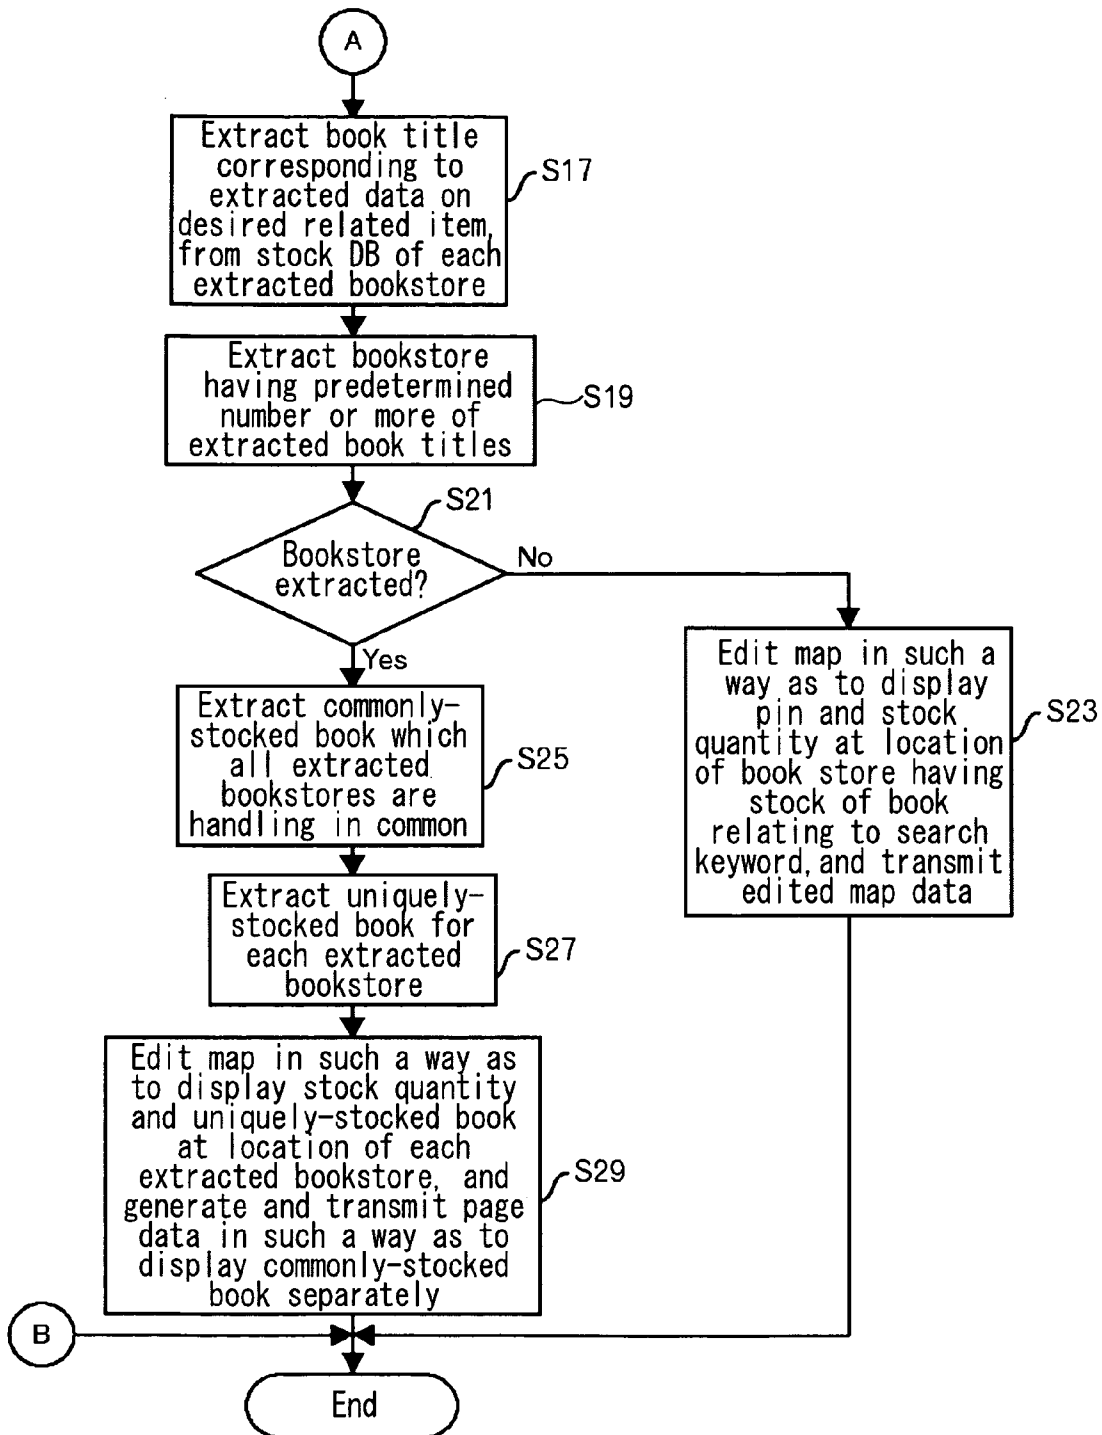 A
Extract book title
corresponding to
extracted data on
desired related item,
from stock DB of each
extracted bookstore
S17
Extract bookstore
having predetermined
number or more of
extracted book titles
S19
S21
Bookstore
extracted?
No
Yes
Extract commonly-
stocked book which
all extracted
bookstores are
handling in common
S25
Edit map in such a
way as to display
pin and stock
quantity at location
of book store having
stock of book
relating to search
keyword, and transmit
edited map data
S23
Extract uniquely-
stocked book for
each extracted
bookstore
S27
Edit map in such a way as
to display stock quantity
and uniquely-stocked book
at location of each
extracted bookstore, and
generate and transmit page
data in such a way as to
display commonly-stocked
book separately
S29
B
End